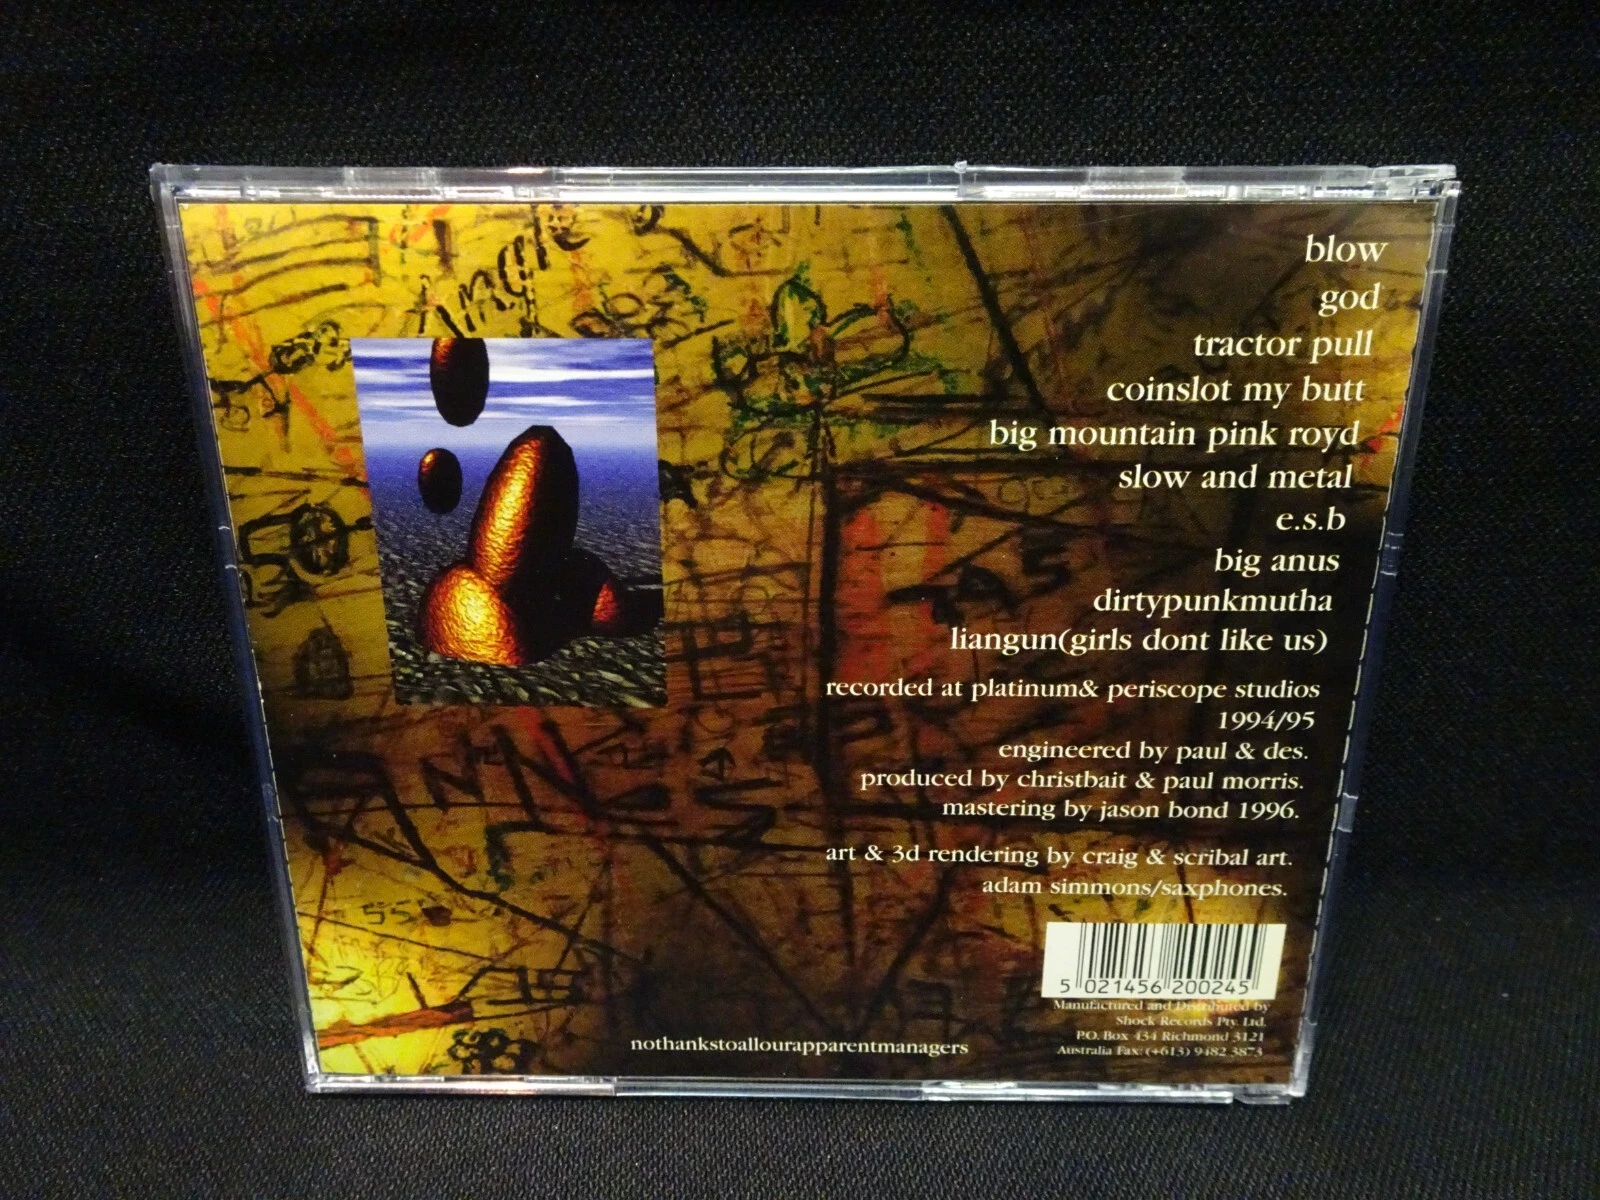 blow
god
tractor pull
coinslot my butt
big mountain pink royd
slow and metal
e.s.b
big anus
dirtypunkmutha
liangun(girls dont like us)
recorded at platinum& periscope studios
1994/95
engineered by paul & des.
produced by christbait & paul morris.
mastering by jason bond 1996.
art & 3d rendering by craig & scribal art.
adam simmons/saxphones.
5 021456 200245
Manufactured and Distributed by
Shock Records Pty. Ltd.
P.O. Box 434 Richmond 3121
Australia Fax: (+613) 9482 3873
nothankstoallourapparentmanagers